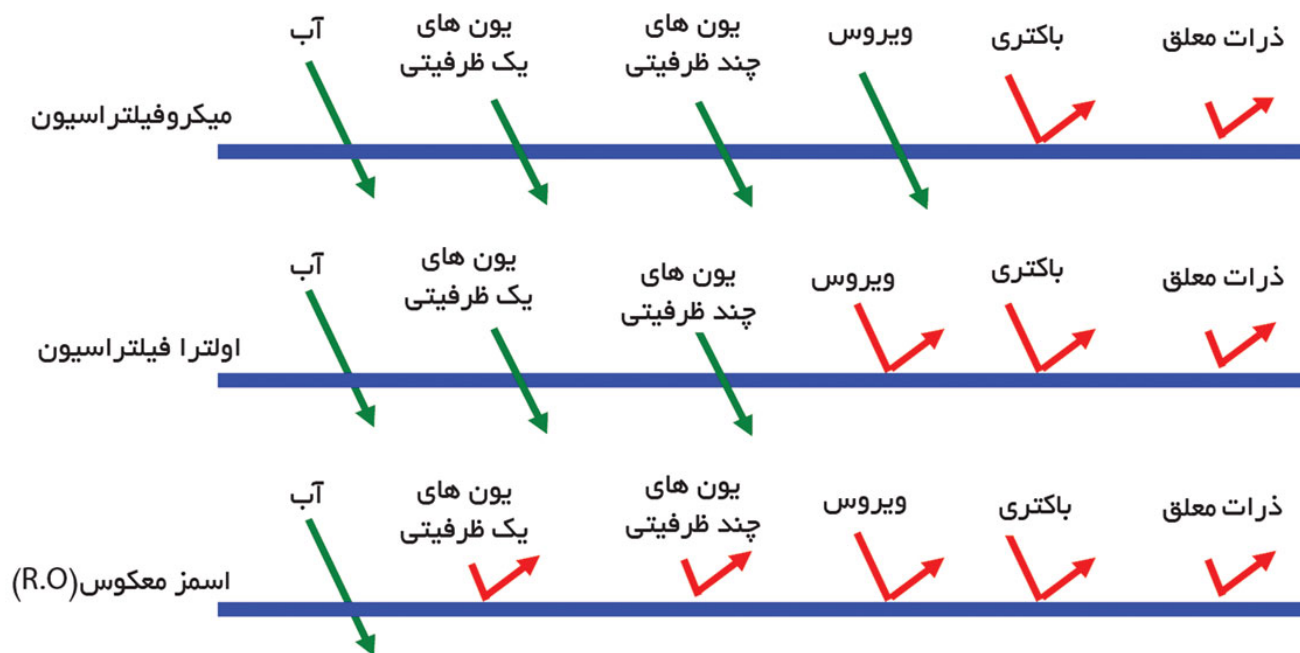 ذرات معلق
باکتری
ویروس
یون های
چند ظرفیتی
یون های
یک ظرفیتی
آب
میکروفیلتراسیون
ذرات معلق
باکتری
ویروس
یون های
چند ظرفیتی
یون های
یک ظرفیتی
آب
اولترا فیلتراسیون
ذرات معلق
باکتری
ویروس
یون های
چند ظرفیتی
یون های
یک ظرفیتی
آب
اسمز معکوس(R.O)